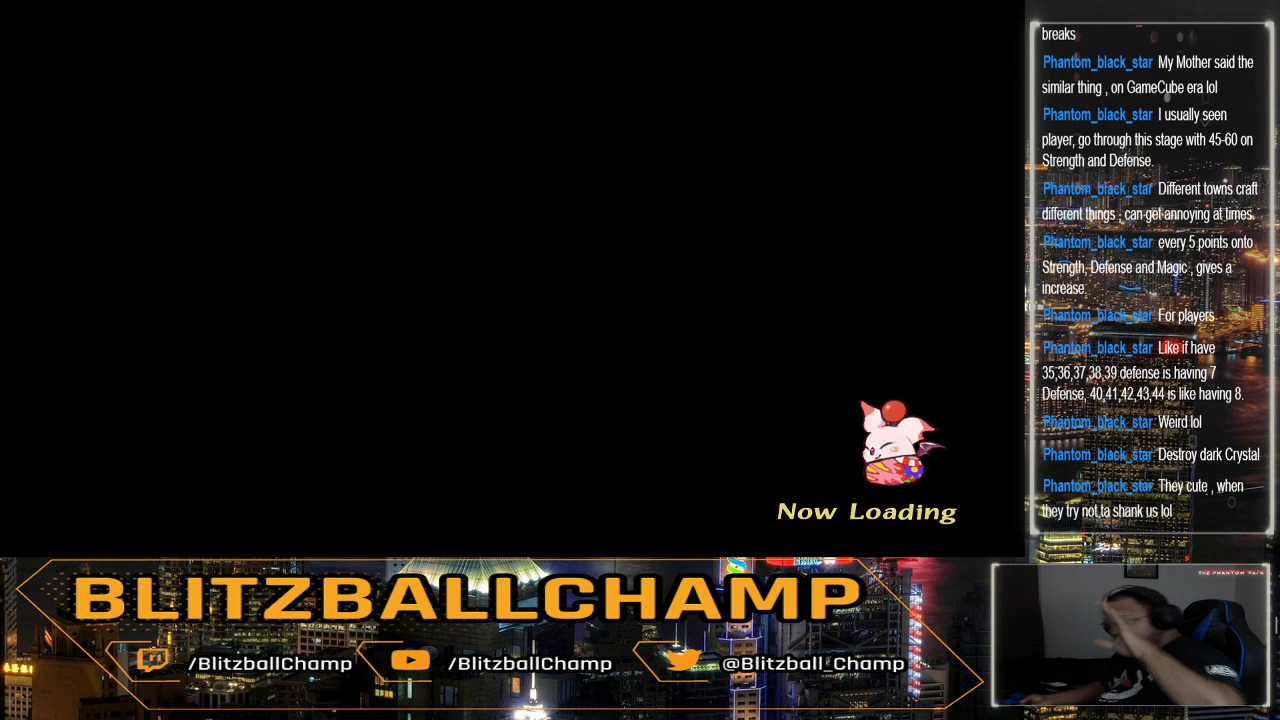 breaks
Phantom_black_star My Mother said the
similar thing , on GameCube era lol
Phantom_black_star I usually seen
player, go through this stage with 45-60 on
Strength and Defense.
Phantom_black_star Different towns craft
different things , can get annoying at times.
Phantom_black_star every 5 points onto
Strength, Defense and Magic , gives a
increase.
Phantom_black_star For players
Phantom_black_star Like if have
35,36,37,38,39 defense is having 7
Defense, 40,41,42,43,44 is like having 8.
Phantom_black_star Weird lol
Phantom_black_star Destroy dark Crystal
Phantom_black_star They cute , when
they try not ta shank us lol
Now Loading
BLITZBALLCHAMP
/BlitzballChamp
/BlitzballChamp
@Blitzball_Champ
THE PHANTOM PAIN